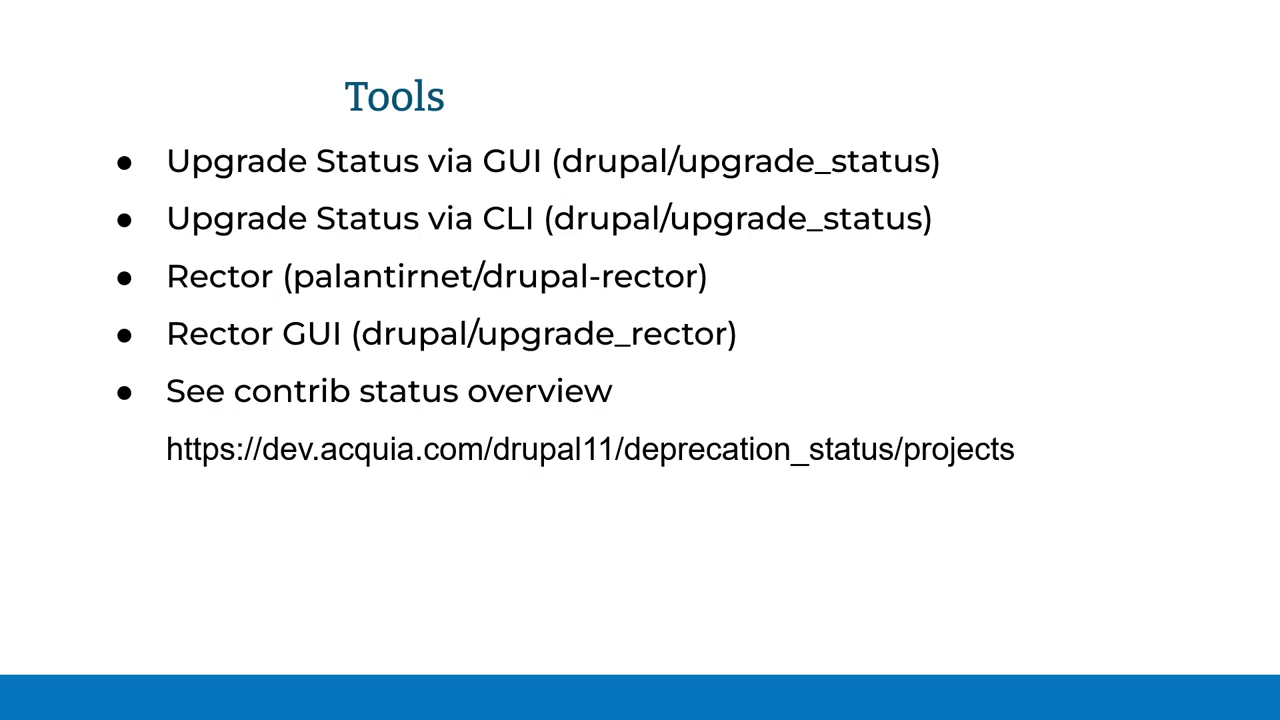 Tools
● Upgrade Status via GUI (drupal/upgrade_status)
● Upgrade Status via CLI (drupal/upgrade_status)
● Rector (palantirnet/drupal-rector)
● Rector GUI (drupal/upgrade_rector)
● See contrib status overview
https://dev.acquia.com/drupal11/deprecation_status/projects